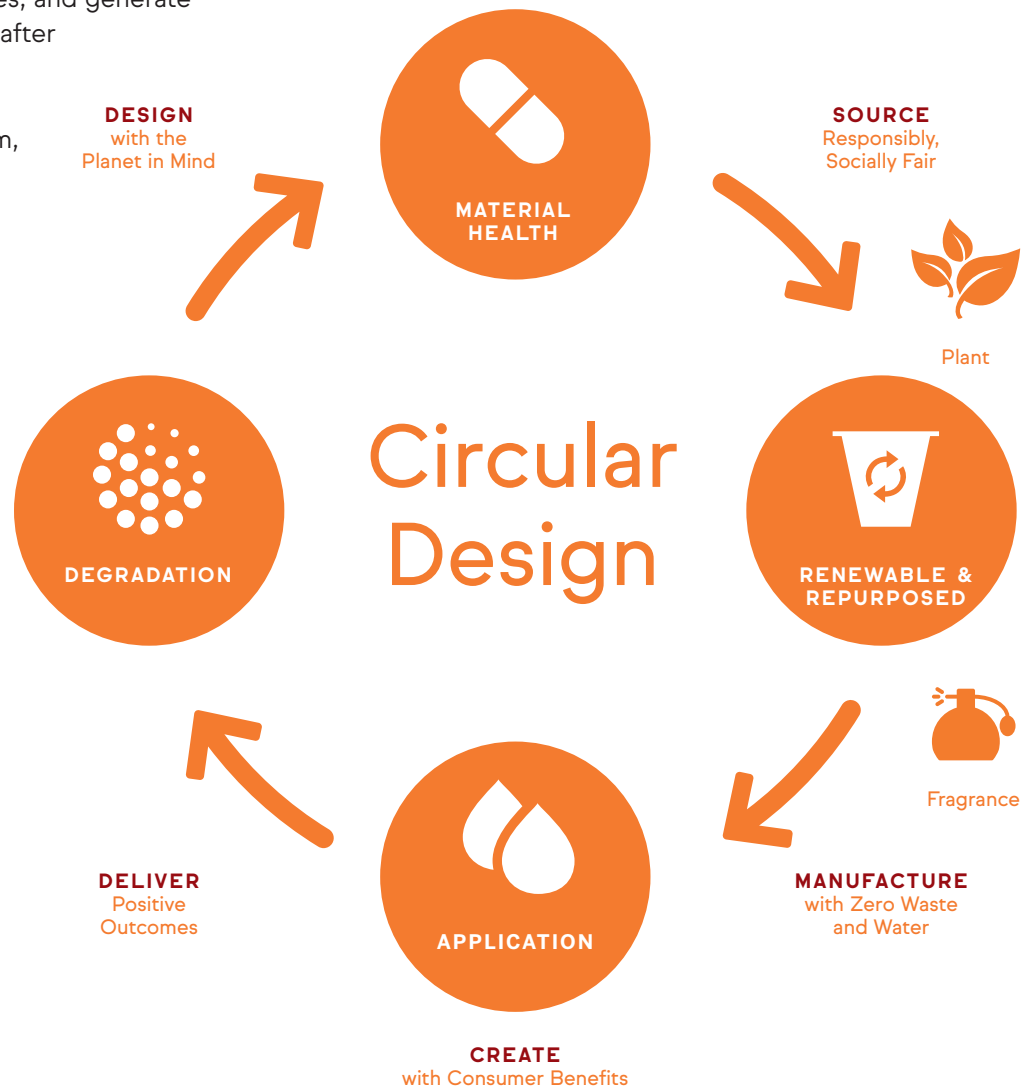 es, and generate
after
m,
DESIGN
with the
Planet in Mind
SOURCE
Responsibly,
Socially Fair
MATERIAL
HEALTH
Plant
Circular
Design
DEGRADATION
RENEWABLE &
REPURPOSED
Fragrance
DELIVER
Positive
Outcomes
APPLICATION
MANUFACTURE
with Zero Waste
and Water
CREATE
with Consumer Benefits